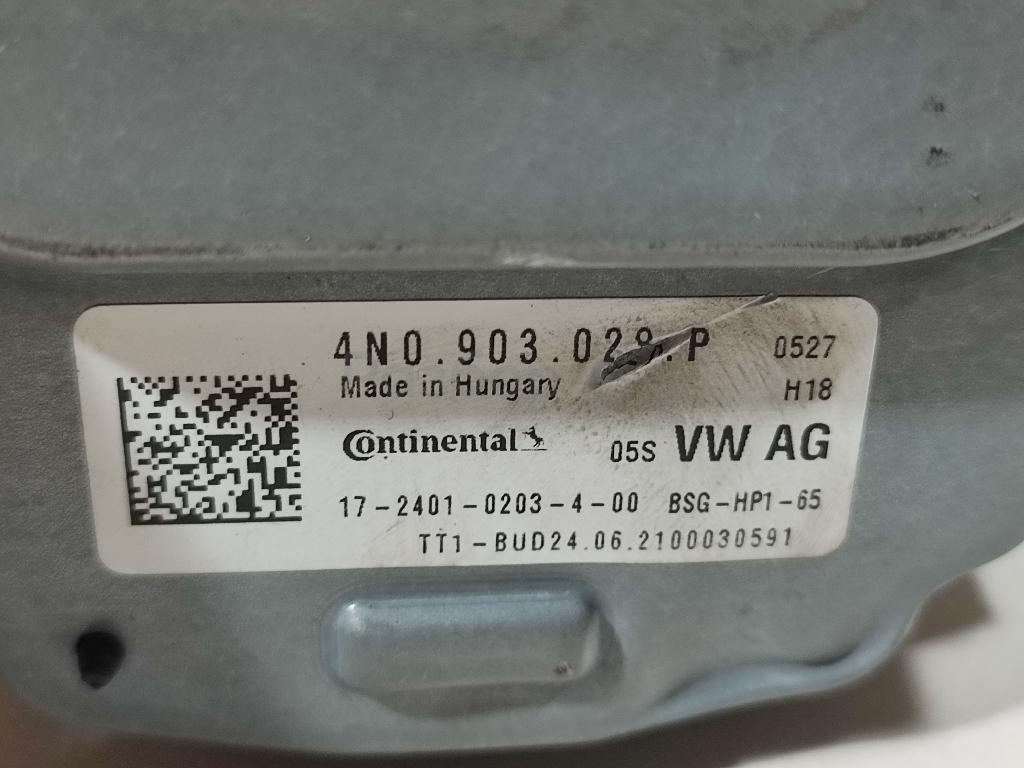 4N0.903.028.P 0527
Made in Hungary H18
Continental 05S VW AG
17-2401-0203-4-00 BSG-HP1-65
TT1-BUD24.06.2100030591